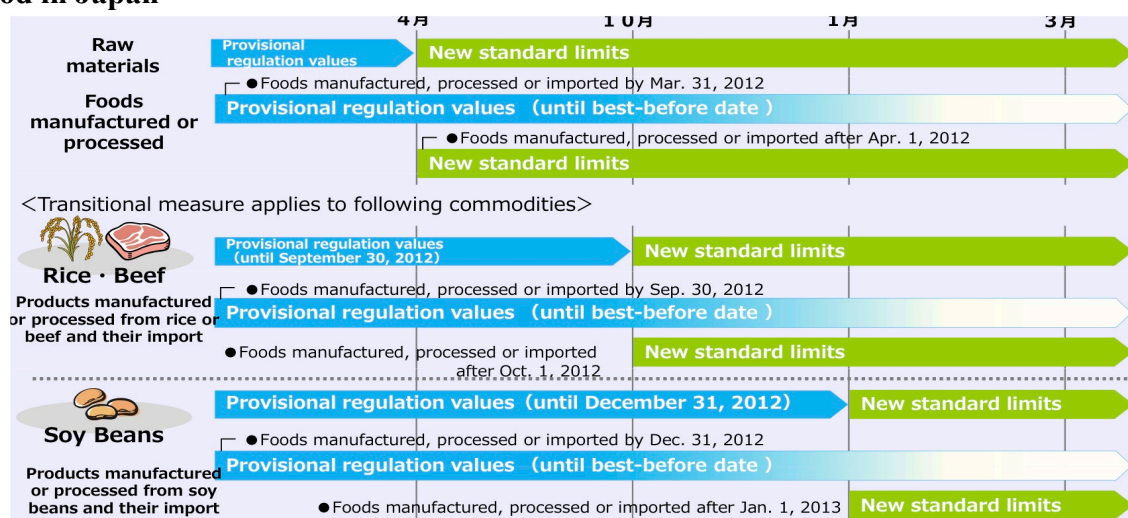 od in Japan
4月 10月 1月 3月
Raw
materials
Provisional
regulation values
New standard limits
●Foods manufactured, processed or imported by Mar. 31, 2012
Foods
manufactured or
processed
Provisional regulation values (until best-before date )
●Foods manufactured, processed or imported after Apr. 1, 2012
New standard limits
<Transitional measure applies to following commodities>
Rice・Beef
Provisional regulation values
(until September 30, 2012)
New standard limits
Products manufactured
or processed from rice or
beef and their import
●Foods manufactured, processed or imported by Sep. 30, 2012
Provisional regulation values (until best-before date )
●Foods manufactured, processed or imported
after Oct. 1, 2012
New standard limits
Soy Beans
Provisional regulation values (until December 31, 2012)
New standard limits
Products manufactured
or processed from soy
beans and their import
●Foods manufactured, processed or imported by Dec. 31, 2012
Provisional regulation values (until best-before date )
●Foods manufactured, processed or imported after Jan. 1, 2013
New standard limits